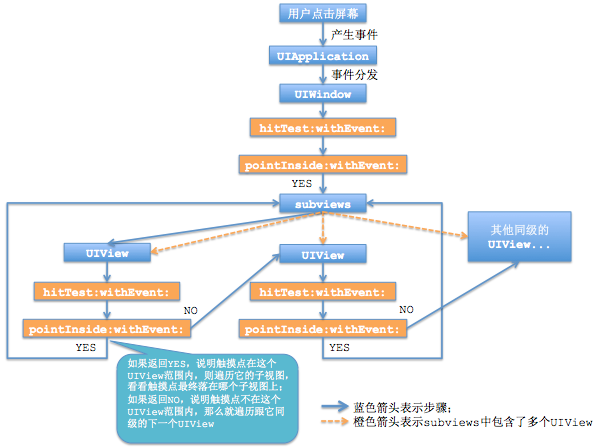 用户点击屏幕
产生事件
UIApplication
事件分发
UIWindow
hitTest:withEvent:
pointInside:withEvent:
YES
subviews
UIView
hitTest:withEvent:
pointInside:withEvent:
NO
YES
UIView
hitTest:withEvent:
pointInside:withEvent:
NO
YES
其他同级的
UIView...
如果返回YES，说明触摸点在这个
UIView范围内，则遍历它的子视图，
看看触摸点最终落在哪个子视图上；
如果返回NO，说明触摸点不在这个
UIView范围内，那么就遍历跟它同
级的下一个UIView
蓝色箭头表示步骤；
橙色箭头表示subviews中包含了多个UIView